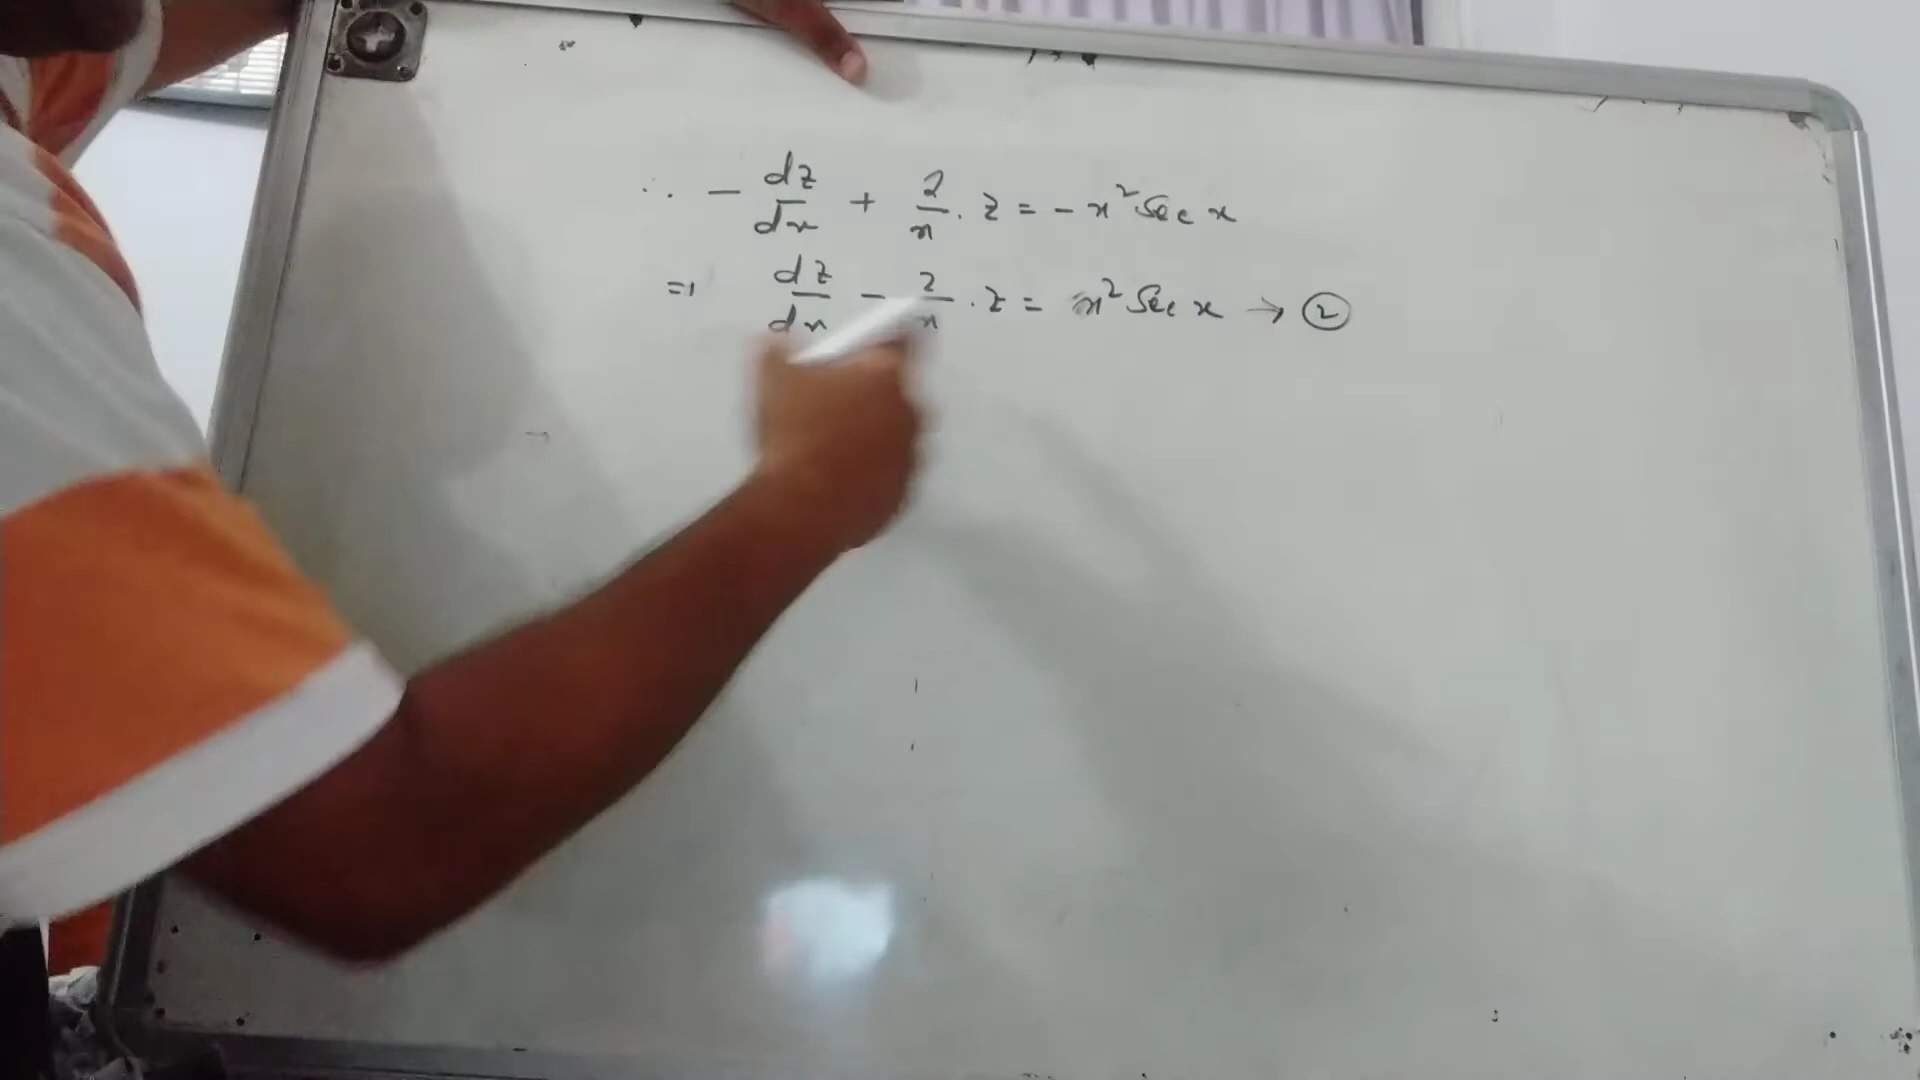 ∴ - dz/dx + 2/x . z = - x² Sec x
⇒ dz/dx - 2/x . z = x² Sec x → ②